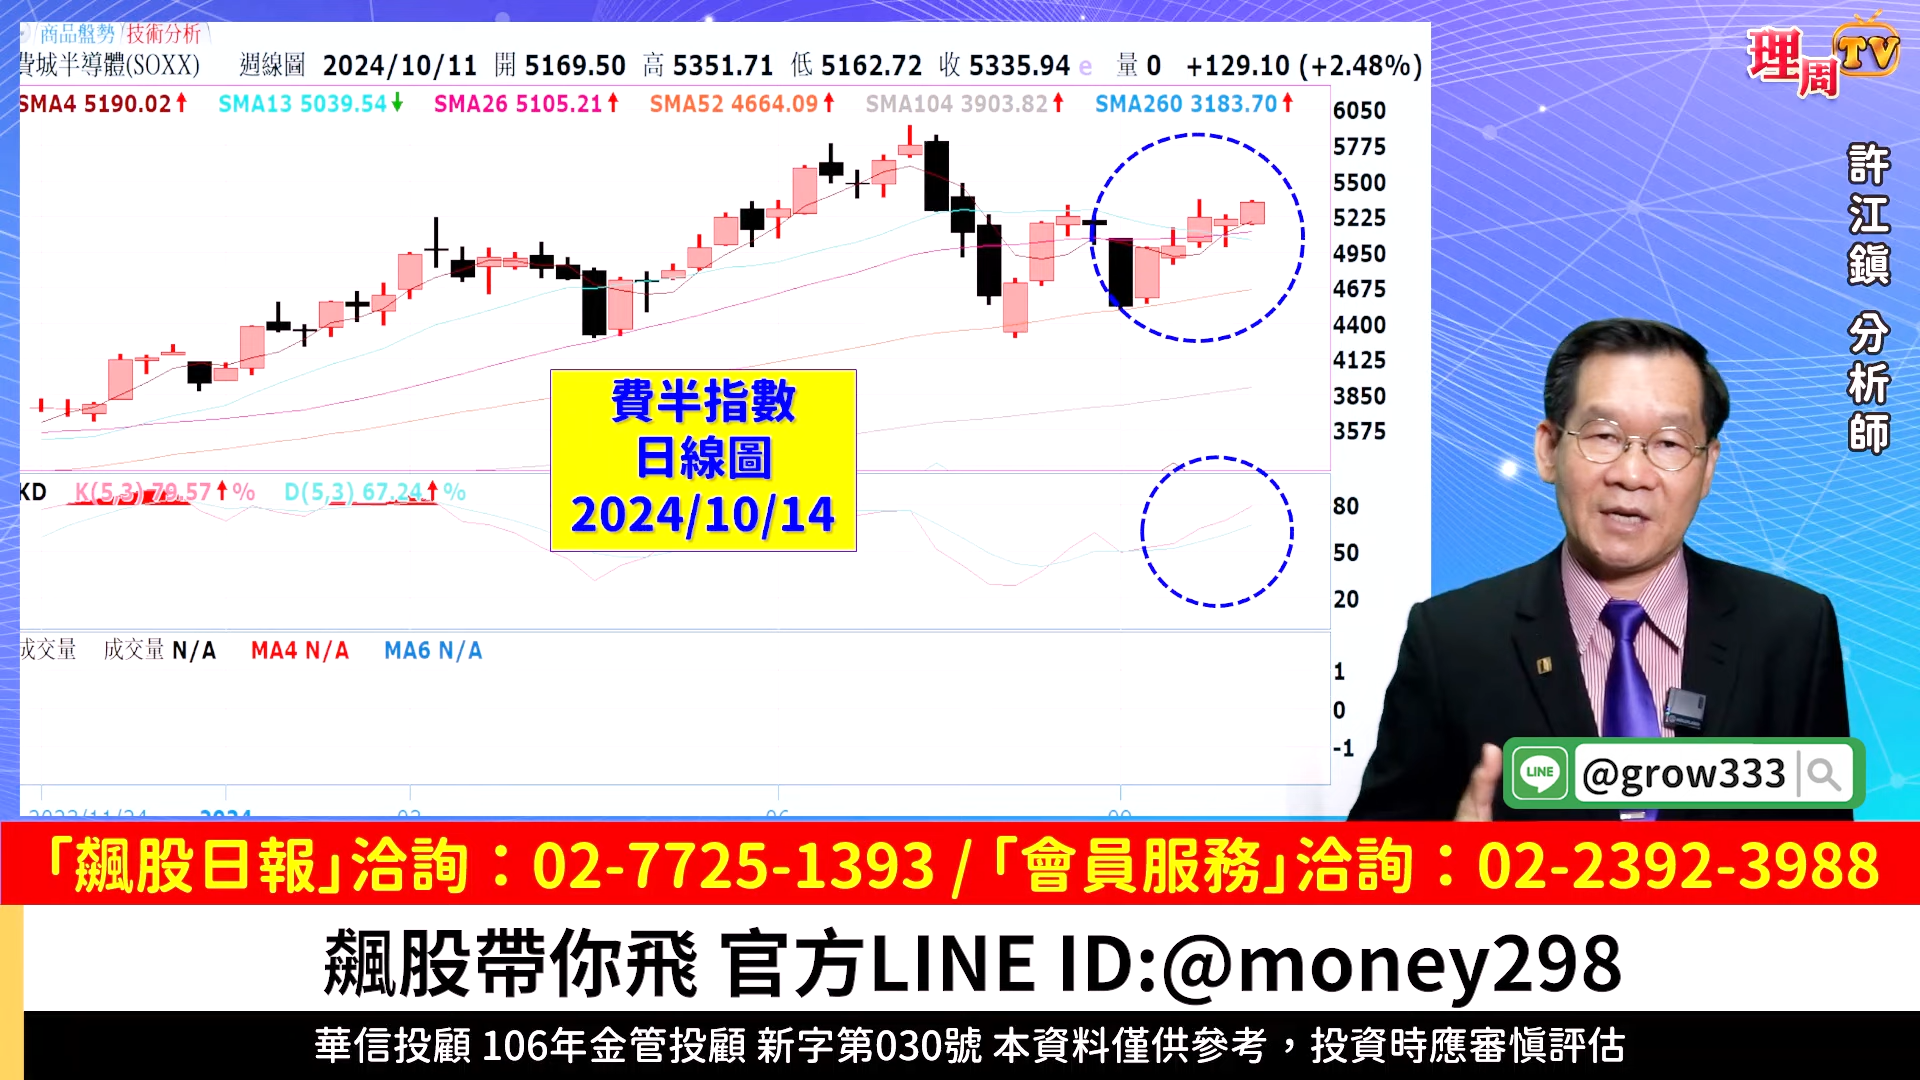 商品盤勢 技術分析
費城半導體(SOXX) 週線圖 2024/10/11 開 5169.50 高 5351.71 低 5162.72 收 5335.94 e 量 0 +129.10 (+2.48%)
SMA4 5190.02↑ SMA13 5039.54↓ SMA26 5105.21↑ SMA52 4664.09↑ SMA104 3903.82↑ SMA260 3183.70↑
6050
5775
5500
5225
4950
4675
4400
4125
3850
3575
費半指數
日線圖
2024/10/14
KD K(5,3) 79.57↑% D(5,3) 67.24↑%
80
50
20
成交量 成交量 N/A MA4 N/A MA6 N/A
1
0
-1
2024
理周TV
許江鎮 分析師
LINE @grow333
「飆股日報」洽詢：02-7725-1393 /「會員服務」洽詢：02-2392-3988
飆股帶你飛 官方LINE ID:@money298
華信投顧 106年金管投顧 新字第030號 本資料僅供參考，投資時應審慎評估